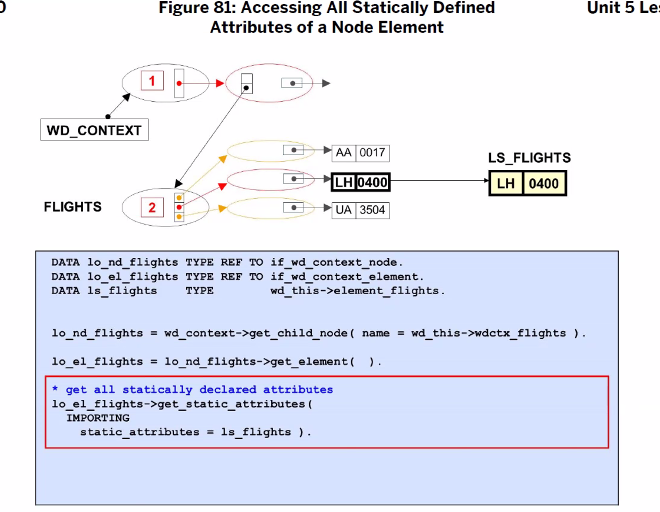 0
Figure 81: Accessing All Statically Defined
Attributes of a Node Element
Unit 5 Les
1
WD_CONTEXT
AA 0017
LS_FLIGHTS
LH 0400
LH 0400
FLIGHTS
2
UA 3504
DATA lo_nd_flights TYPE REF TO if_wd_context_node.
DATA lo_el_flights TYPE REF TO if_wd_context_element.
DATA ls_flights    TYPE        wd_this->element_flights.
lo_nd_flights = wd_context->get_child_node( name = wd_this->wdctx_flights ).
lo_el_flights = lo_nd_flights->get_element(  ).
* get all statically declared attributes
lo_el_flights->get_static_attributes(
IMPORTING
static_attributes = ls_flights ).